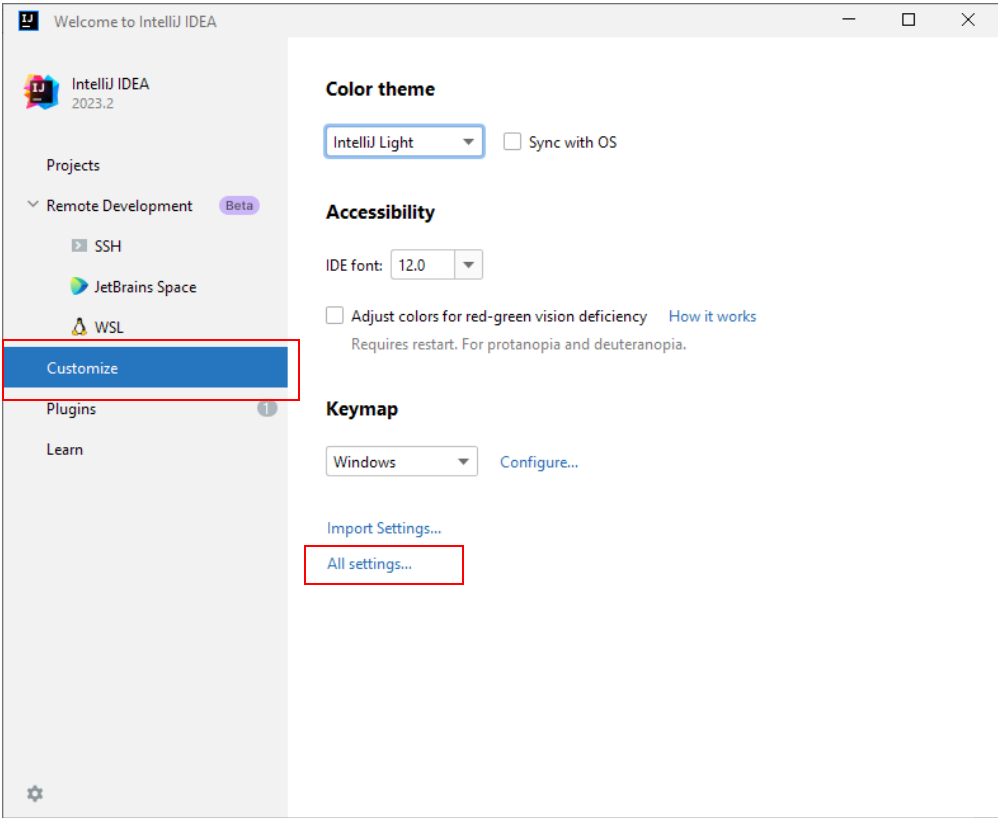 Welcome to IntelliJ IDEA
IntelliJ IDEA
2023.2
Projects
Remote Development Beta
SSH
JetBrains Space
WSL
Customize
Plugins 1
Learn
Color theme
IntelliJ Light Sync with OS
Accessibility
IDE font: 12.0
Adjust colors for red-green vision deficiency How it works
Requires restart. For protanopia and deuteranopia.
Keymap
Windows Configure...
Import Settings...
All settings...